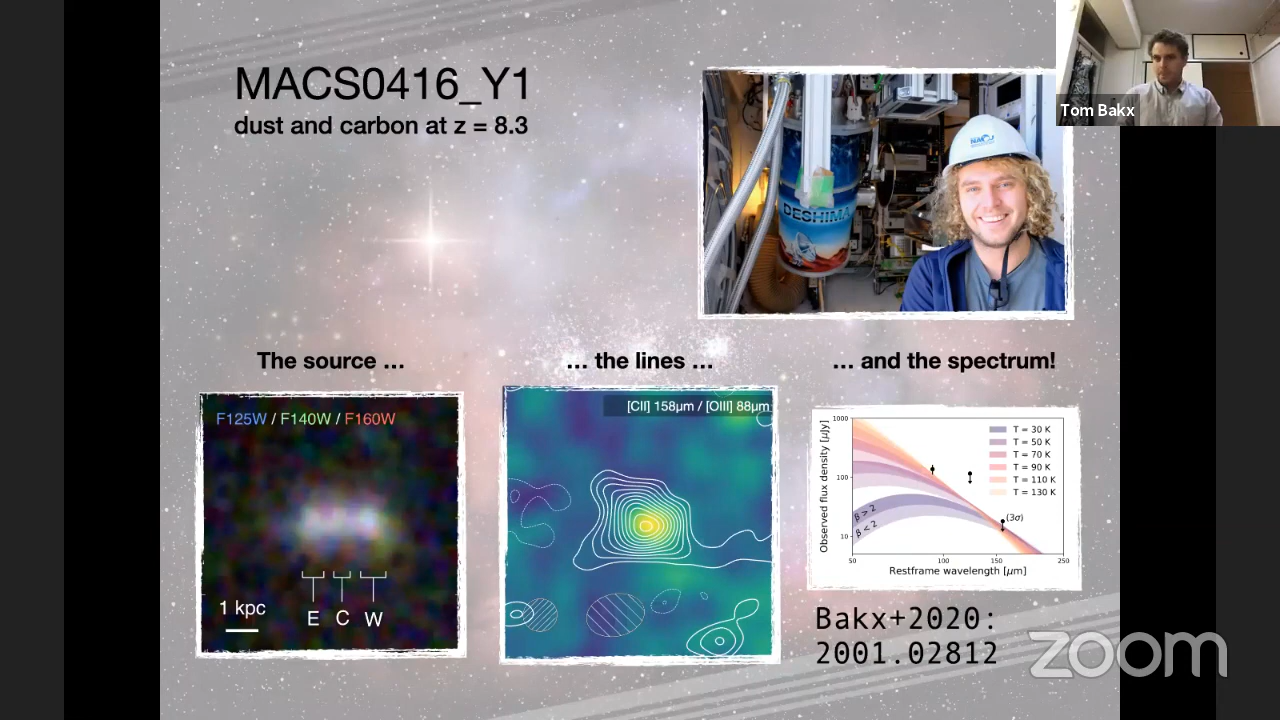 MACS0416_Y1
dust and carbon at z = 8.3
Tom Bakx
NAOJ
DESHIMA
The source ...
... the lines ...
... and the spectrum!
F125W / F140W / F160W
1 kpc
E C W
[CII] 158μm / [OIII] 88μm
Observed flux density [μJy]
1000
100
10
T = 30 K
T = 50 K
T = 70 K
T = 90 K
T = 110 K
T = 130 K
β > 2
β < 2
(3σ)
50 100 150 250
Restframe wavelength [μm]
Bakx+2020:
2001.02812
zoom